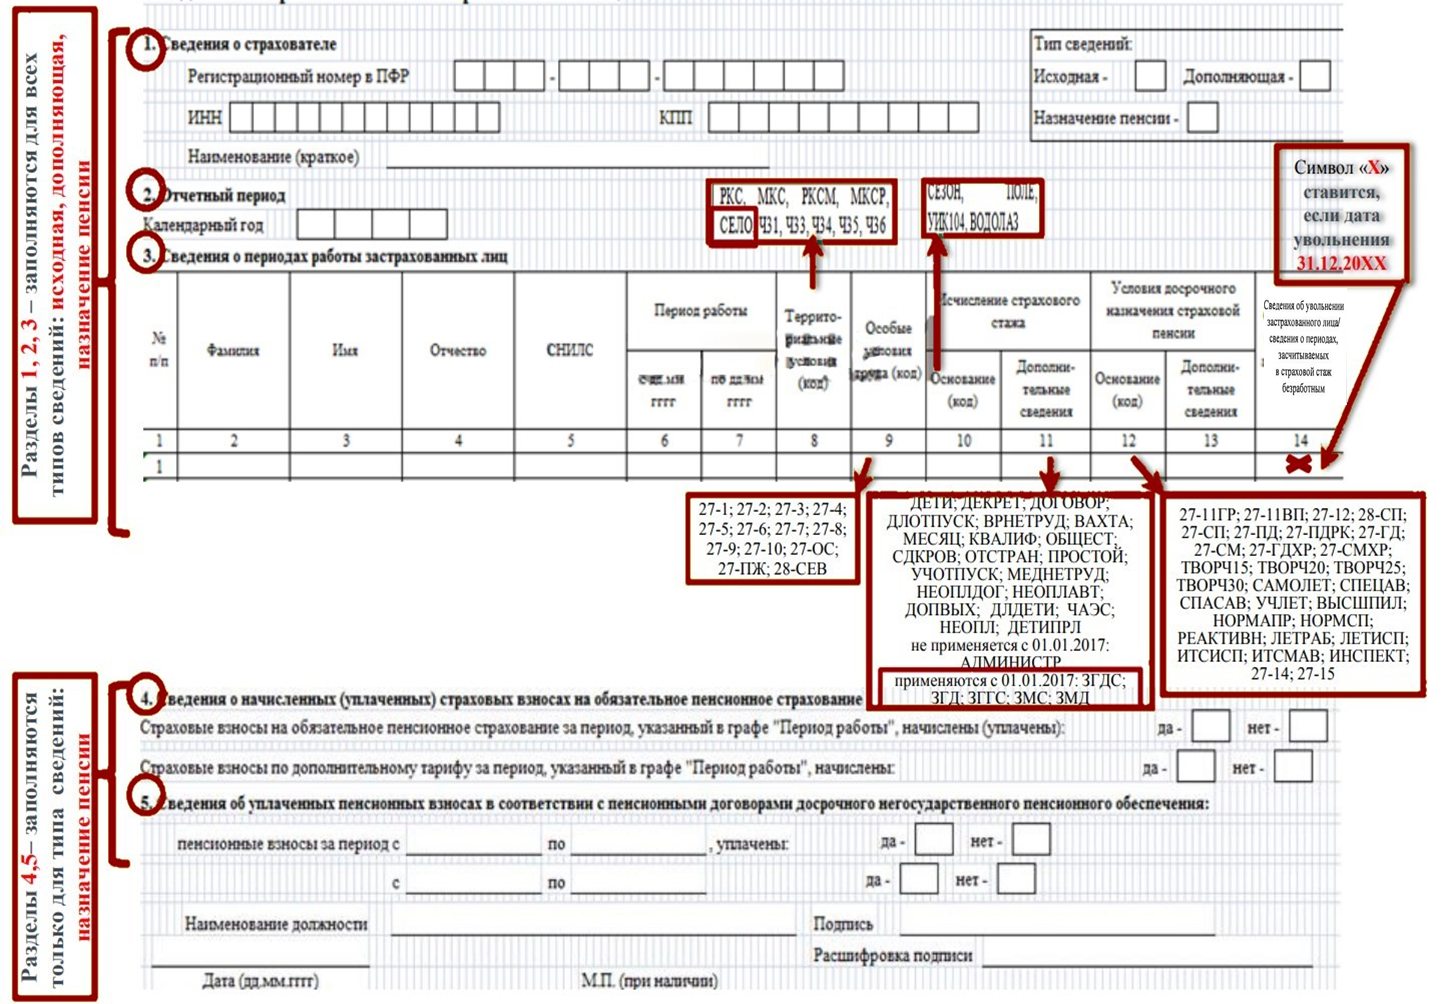 Разделы 1, 2, 3 – заполняются для всех
типов сведений: исходная, дополняющая,
назначение пенсии
1. Сведения о страхователе
Тип сведений:
Регистрационный номер в ПФР - -
Исходная - Дополняющая -
ИНН КПП
Назначение пенсии -
Наименование (краткое)
Символ «Х»
ставится,
если дата
увольнения
31.12.20ХХ
2. Отчетный период
Календарный год
РКС, МКС, РКСМ, МКСР,
СЕЛО, Ч31, Ч33, Ч34, Ч35, Ч36
СЕЗОН, ПОЛЕ,
УИК104, ВОДОЛАЗ
3. Сведения о периодах работы застрахованных лиц
№
п/п
Фамилия
Имя
Отчество
СНИЛС
Период работы
с дд.мм
гггг
по дд.мм
гггг
Террито-
риальные
условия
(код)
Особые
условия
труда (код)
Исчисление страхового
стажа
Основание
(код)
Дополни-
тельные
сведения
Условия досрочного
назначения страховой
пенсии
Основание
(код)
Дополни-
тельные
сведения
Сведения об увольнении
застрахованного лица/
сведения о периодах,
засчитываемых
в страховой стаж
безработным
1 2 3 4 5 6 7 8 9 10 11 12 13 14
1
27-1; 27-2; 27-3; 27-4;
27-5; 27-6; 27-7; 27-8;
27-9; 27-10; 27-ОС;
27-ПЖ; 28-СЕВ
ДЕТИ; ДЕКРЕТ; ДОГОВОР;
ДЛОТПУСК; ВРНЕТРУД; ВАХТА;
МЕСЯЦ; КВАЛИФ; ОБЩЕСТ;
СДКРОВ; ОТСТРАН; ПРОСТОЙ;
УЧОТПУСК; МЕДНЕТРУД;
НЕОПЛДОГ; НЕОПЛАВТ;
ДОПВЫХ; ДЛДЕТИ; ЧАЭС;
НЕОПЛ; ДЕТИПРЛ
не применяется с 01.01.2017:
АДМИНИСТР
применяются с 01.01.2017: ЗГДС;
ЗГД; ЗГГС; ЗМС; ЗМД
27-11ГР; 27-11ВП; 27-12; 28-СП;
27-СП; 27-ПД; 27-ПДРК; 27-ГД;
27-СМ; 27-ГДХР; 27-СМХР;
ТВОРЧ15; ТВОРЧ20; ТВОРЧ25;
ТВОРЧ30; САМОЛЕТ; СПЕЦАВ;
СПАСАВ; УЧЛЕТ; ВЫСШПИЛ;
НОРМАПР; НОРМСП;
РЕАКТИВН; ЛЕТРАБ; ЛЕТИСП;
ИТСИСП; ИТСМАВ; ИНСПЕКТ;
27-14; 27-15
Разделы 4,5– заполняются
только для типа сведений:
назначение пенсии
4. Сведения о начисленных (уплаченных) страховых взносах на обязательное пенсионное страхование
Страховые взносы на обязательное пенсионное страхование за период, указанный в графе "Период работы", начислены (уплачены): да - нет -
Страховые взносы по дополнительному тарифу за период, указанный в графе "Период работы", начислены: да - нет -
5. Сведения об уплаченных пенсионных взносах в соответствии с пенсионными договорами досрочного негосударственного пенсионного обеспечения:
пенсионные взносы за период с по , уплачены: да - нет -
с по да - нет -
Наименование должности Подпись
Расшифровка подписи
Дата (дд.мм.гггг) М.П. (при наличии)